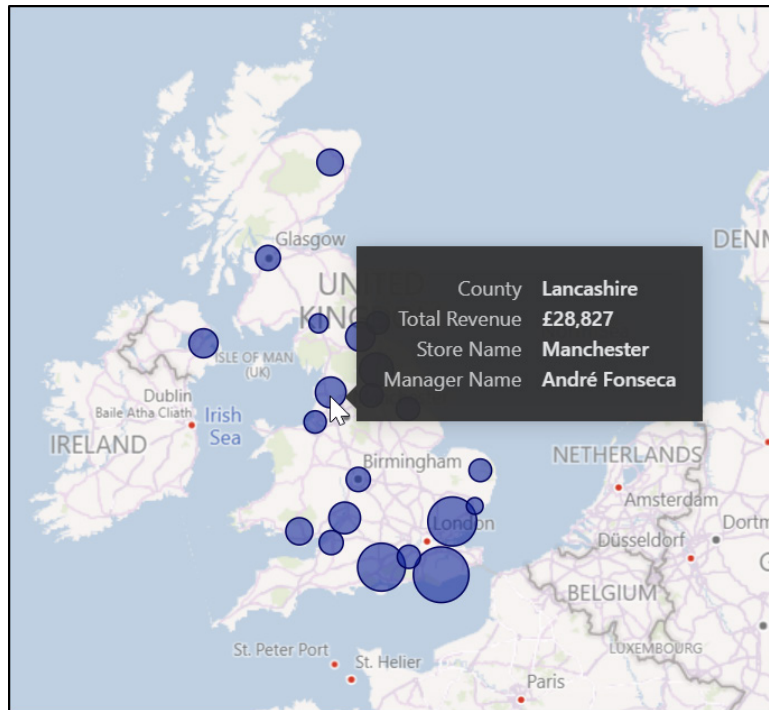 Glasgow
DENM
UNITED
KINGDOM
County Lancashire
Total Revenue £28,827
Store Name Manchester
Manager Name André Fonseca
ISLE OF MAN
(UK)
Dublin
Baile Átha Cliath
Irish
Sea
IRELAND
Birmingham
NETHERLANDS
Amsterdam
London
Dortm
Düsseldorf
G
BELGIUM
LUXEMBOURG
St. Peter Port
St. Helier
Paris